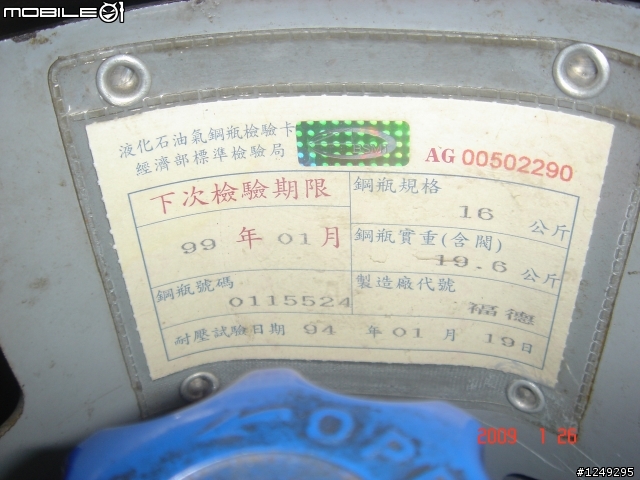 MOBILE01
液化石油氣鋼瓶檢驗卡
經濟部標準檢驗局
AG 00502290
下次檢驗期限
99 年 01 月
鋼瓶規格
16 公斤
鋼瓶實重(含閥)
19.6 公斤
鋼瓶號碼
0115524
製造廠代號
福德
耐壓試驗日期 94 年 01 月 19 日
OPE
2009 1 26
#1249295